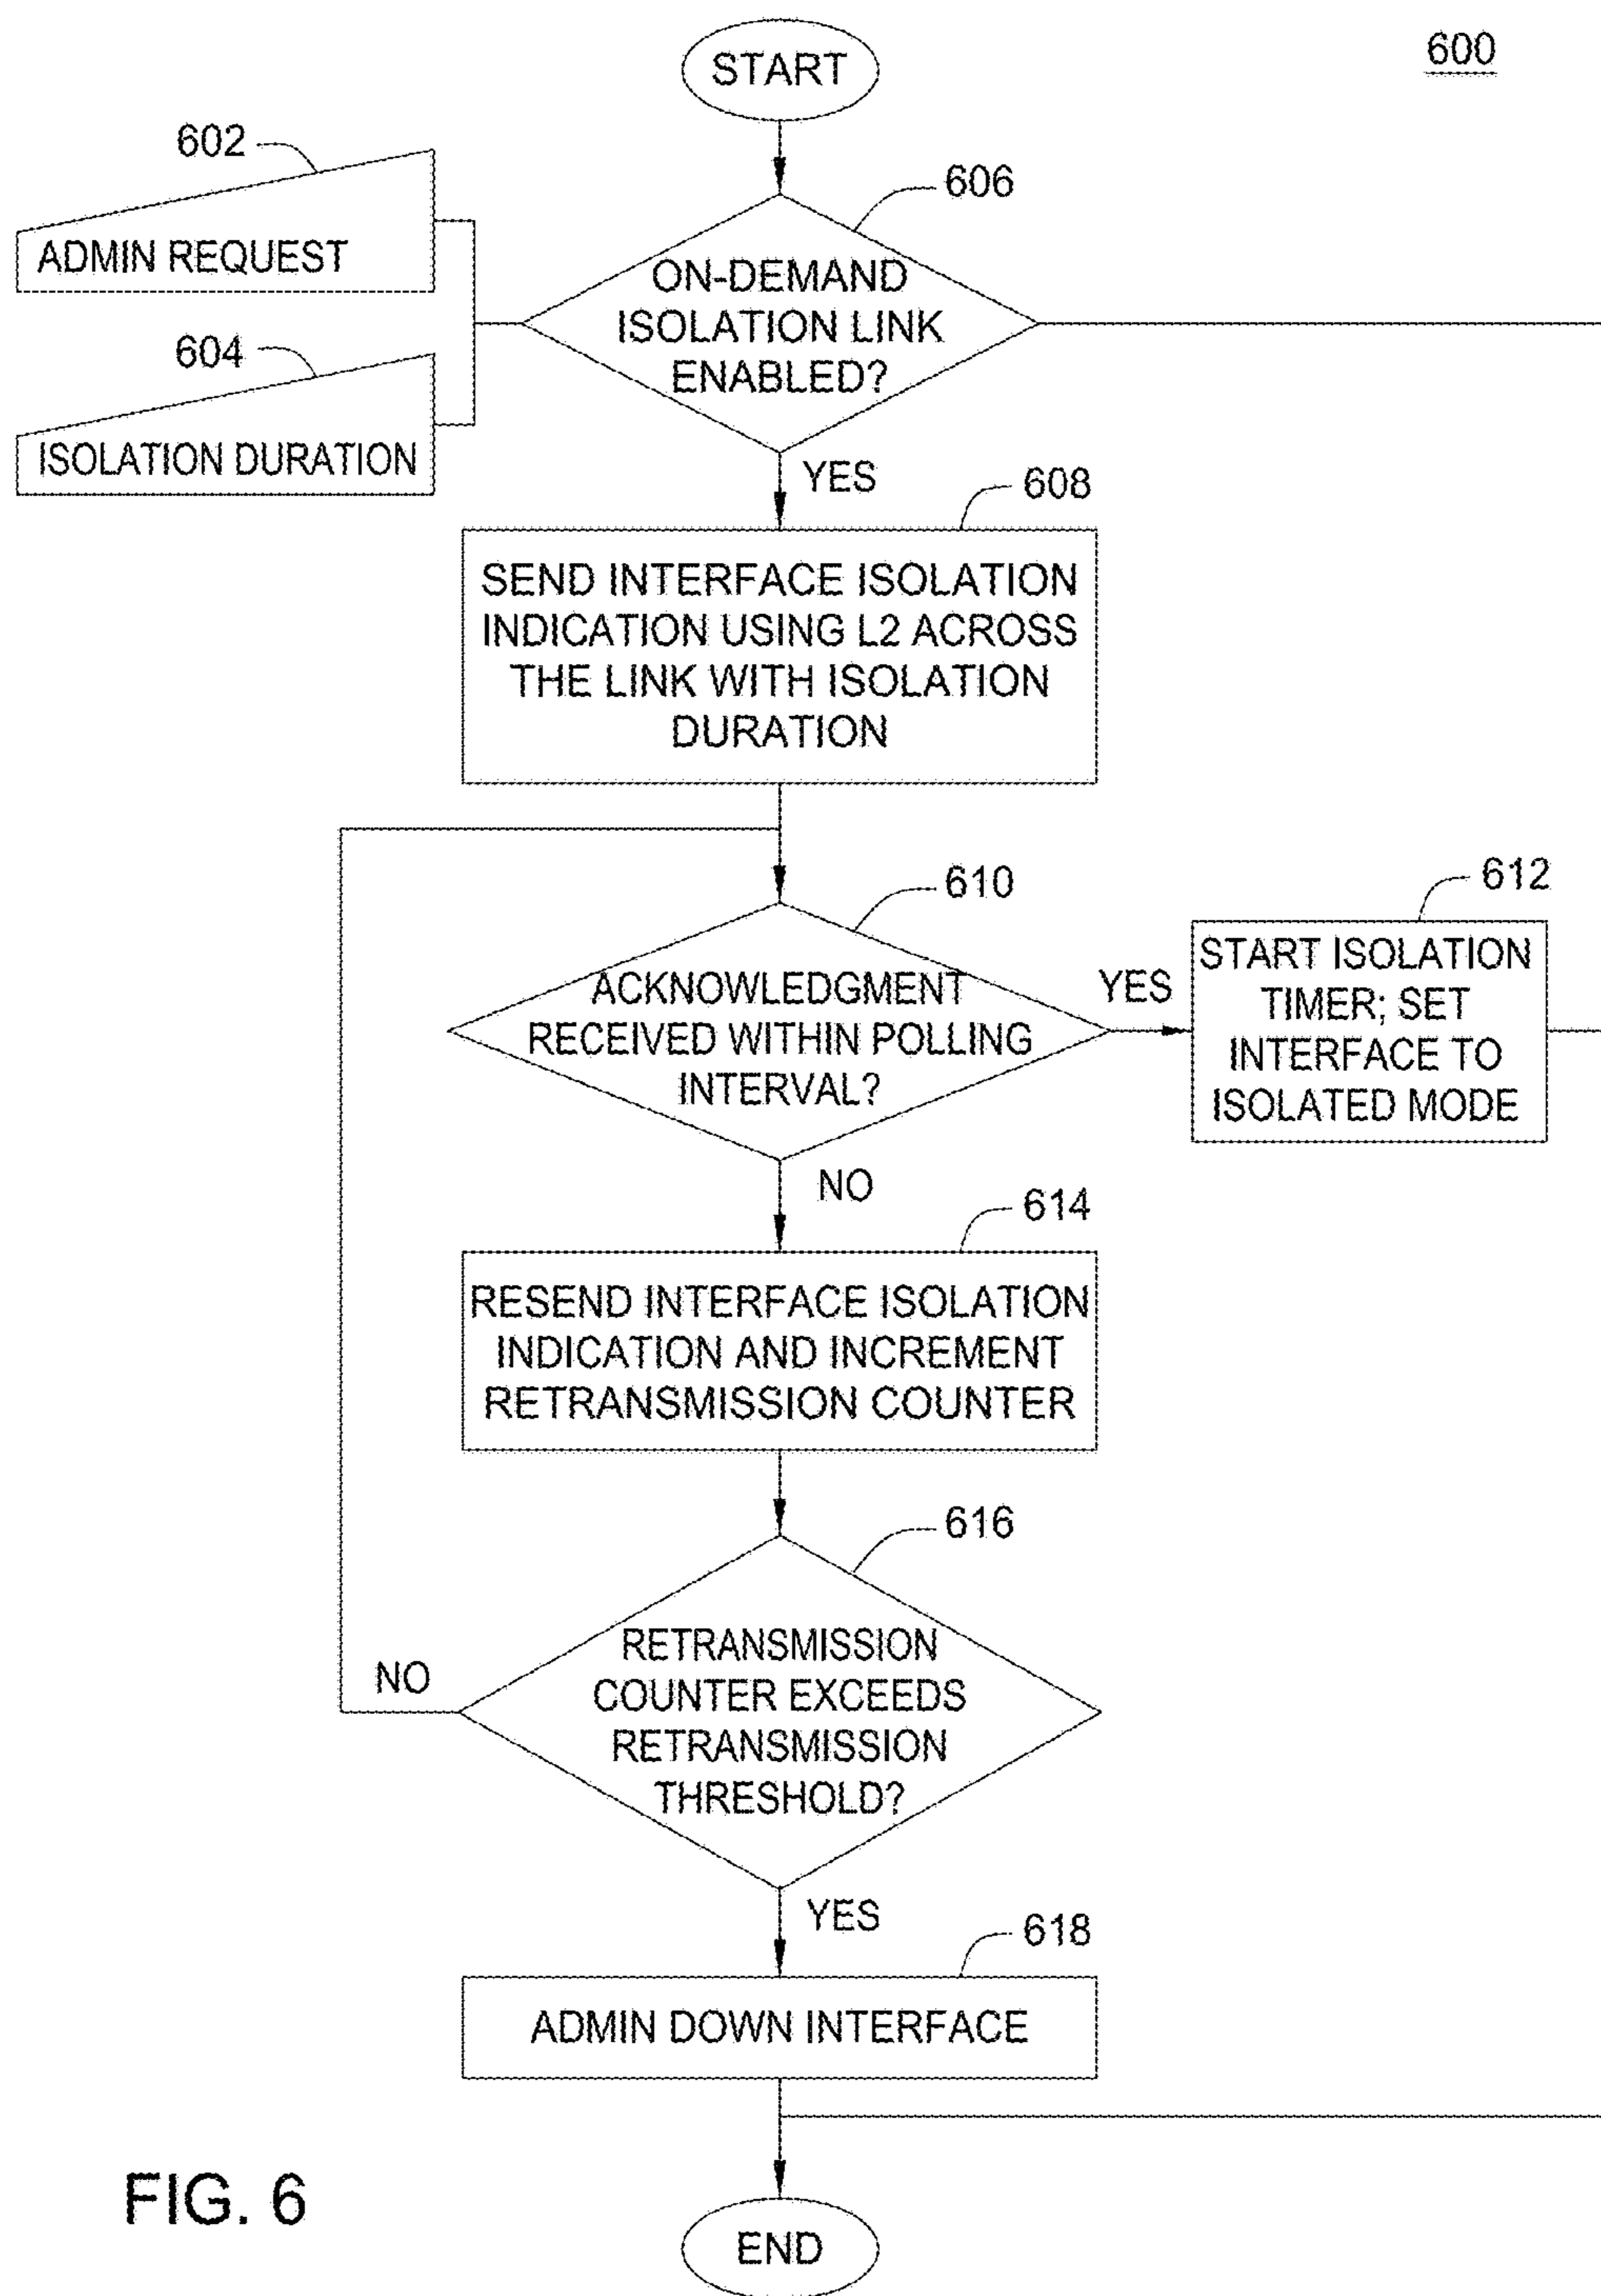 600
START
602
ADMIN REQUEST
604
ISOLATION DURATION
606
ON-DEMAND
ISOLATION LINK
ENABLED?
YES
608
SEND INTERFACE ISOLATION
INDICATION USING L2 ACROSS
THE LINK WITH ISOLATION
DURATION
610
ACKNOWLEDGMENT
RECEIVED WITHIN POLLING
INTERVAL?
YES
612
START ISOLATION
TIMER; SET
INTERFACE TO
ISOLATED MODE
NO
614
RESEND INTERFACE ISOLATION
INDICATION AND INCREMENT
RETRANSMISSION COUNTER
616
RETRANSMISSION
COUNTER EXCEEDS
RETRANSMISSION
THRESHOLD?
NO
YES
618
ADMIN DOWN INTERFACE
END
FIG. 6